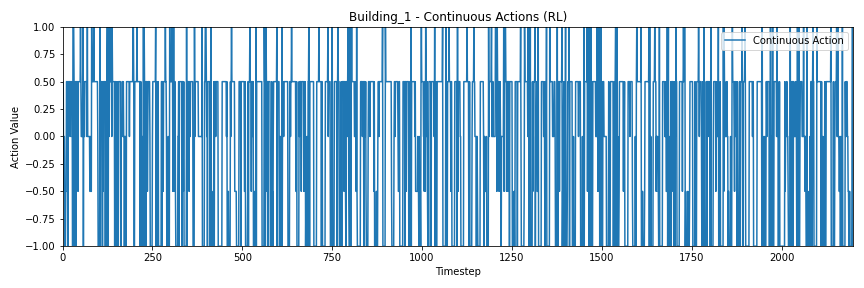 Building_1 - Continuous Actions (RL)
Continuous Action
Action Value
1.00
0.75
0.50
0.25
0.00
−0.25
−0.50
−0.75
−1.00
0 250 500 750 1000 1250 1500 1750 2000
Timestep